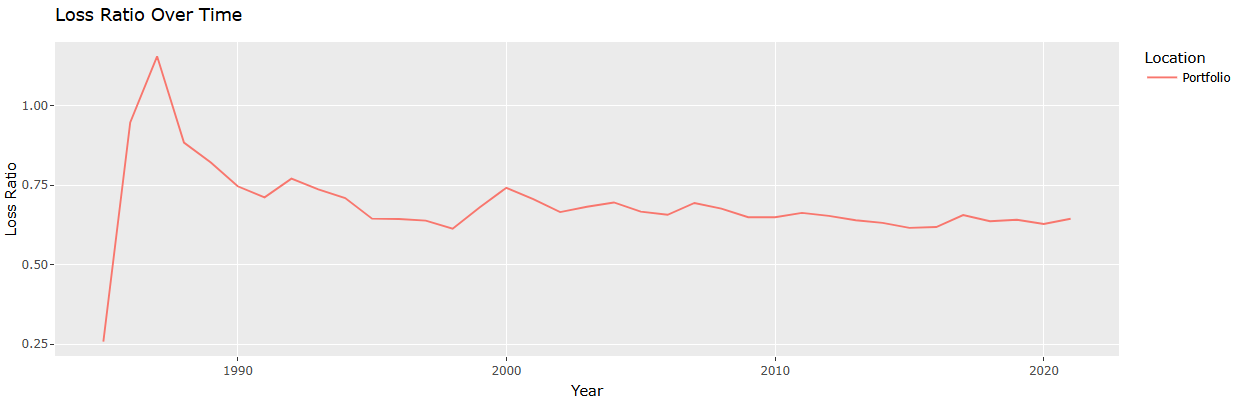 Loss Ratio Over Time
Location
Portfolio
Loss Ratio
1.00
0.75
0.50
0.25
1990
2000
2010
2020
Year